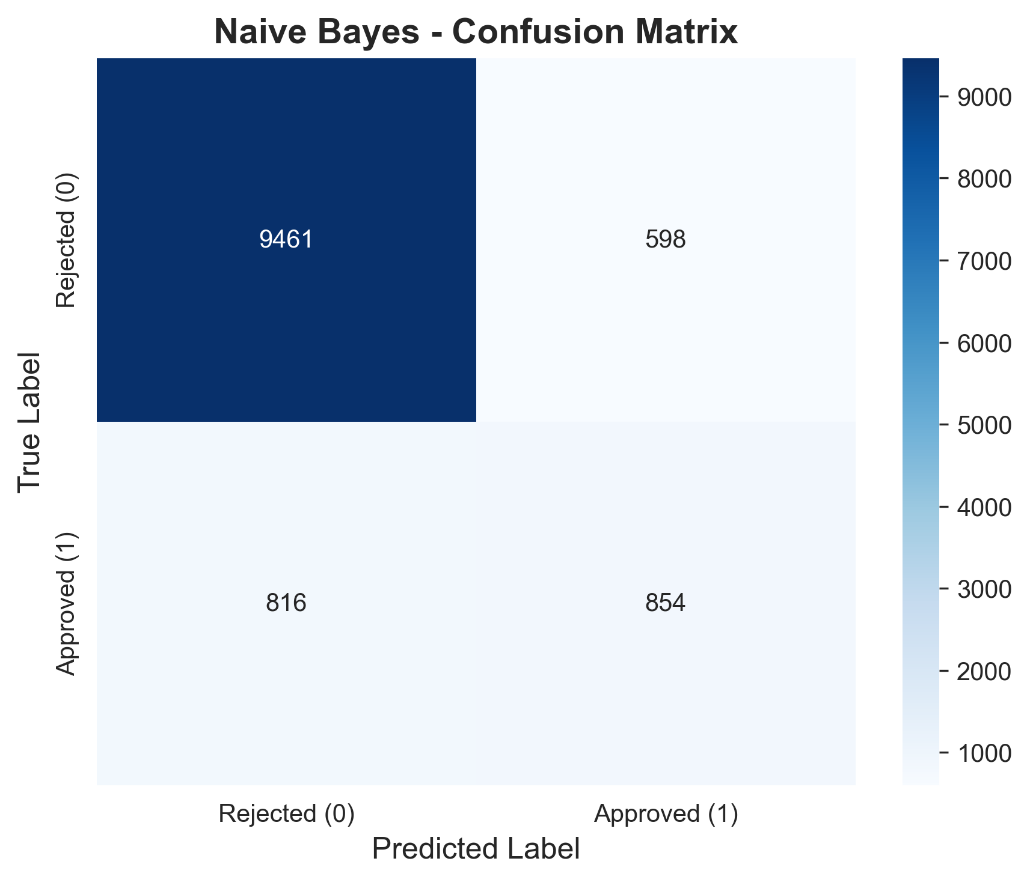 Naive Bayes - Confusion Matrix
True Label
Rejected (0)
Approved (1)
9461
598
816
854
Rejected (0)
Approved (1)
Predicted Label
9000
8000
7000
6000
5000
4000
3000
2000
1000